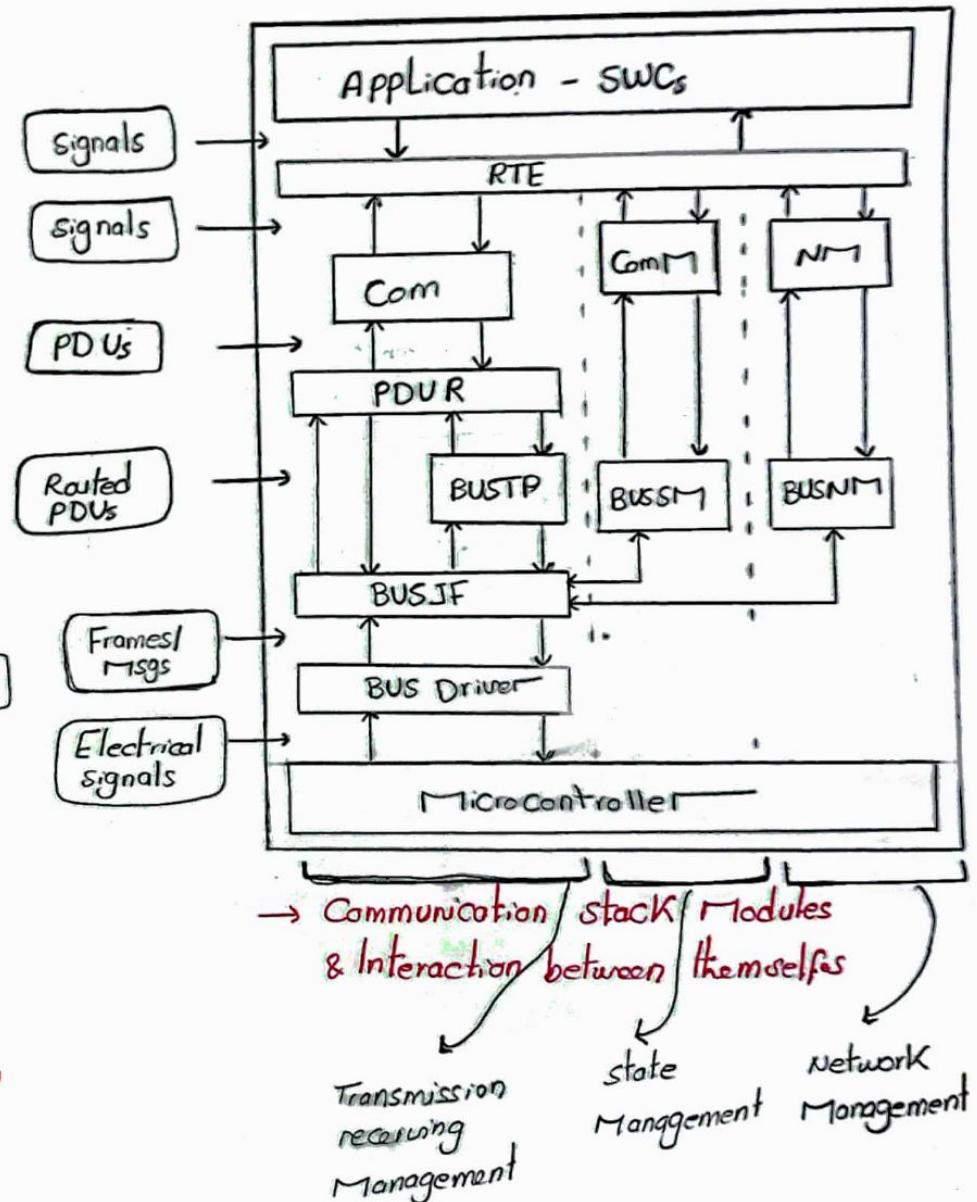 Application - SWCs
Signals
RTE
Signals
Com
ComM
NM
PDUs
PDUR
Routed
PDUs
BUSTP
BUSSM
BUSNM
BUSIF
Frames/
Msgs
BUS Driver
Electrical
signals
Microcontroller
→ Communication stack Modules
& Interaction between themselfes
Transmission
receiving
Management
state
Management
Network
Management